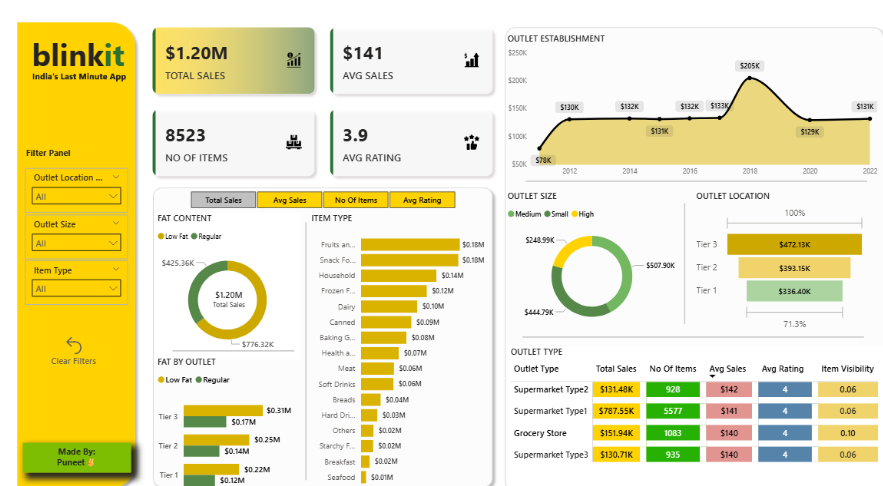 blinkit
India's Last Minute App
Filter Panel
Outlet Location ...
All
Outlet Size
All
Item Type
All
Clear Filters
Made By:
Puneet ✌
$1.20M
TOTAL SALES
$141
AVG SALES
8523
NO OF ITEMS
3.9
AVG RATING
Total Sales
Avg Sales
No Of Items
Avg Rating
FAT CONTENT
Low Fat
Regular
$425.36K
$1.20M
Total Sales
$776.32K
FAT BY OUTLET
Low Fat
Regular
Tier 3
$0.31M
$0.17M
Tier 2
$0.25M
$0.14M
Tier 1
$0.22M
$0.12M
ITEM TYPE
Fruits an... $0.18M
Snack Fo... $0.18M
Household $0.14M
Frozen F... $0.12M
Dairy $0.10M
Canned $0.09M
Baking G... $0.08M
Health a... $0.07M
Meat $0.06M
Soft Drinks $0.06M
Breads $0.04M
Hard Dri... $0.03M
Others $0.02M
Starchy F... $0.02M
Breakfast $0.02M
Seafood $0.01M
OUTLET ESTABLISHMENT
$250K
$200K
$150K
$100K
$50K
$78K
$130K
$132K
$131K
$132K
$133K
$205K
$129K
$131K
2012
2014
2016
2018
2020
2022
OUTLET SIZE
Medium
Small
High
$248.99K
$507.90K
$444.79K
OUTLET LOCATION
100%
Tier 3 $472.13K
Tier 2 $393.15K
Tier 1 $336.40K
71.3%
OUTLET TYPE
Outlet Type Total Sales No Of Items Avg Sales Avg Rating Item Visibility
Supermarket Type2 $131.48K 928 $142 4 0.06
Supermarket Type1 $787.55K 5577 $141 4 0.06
Grocery Store $151.94K 1083 $140 4 0.10
Supermarket Type3 $130.71K 935 $140 4 0.06